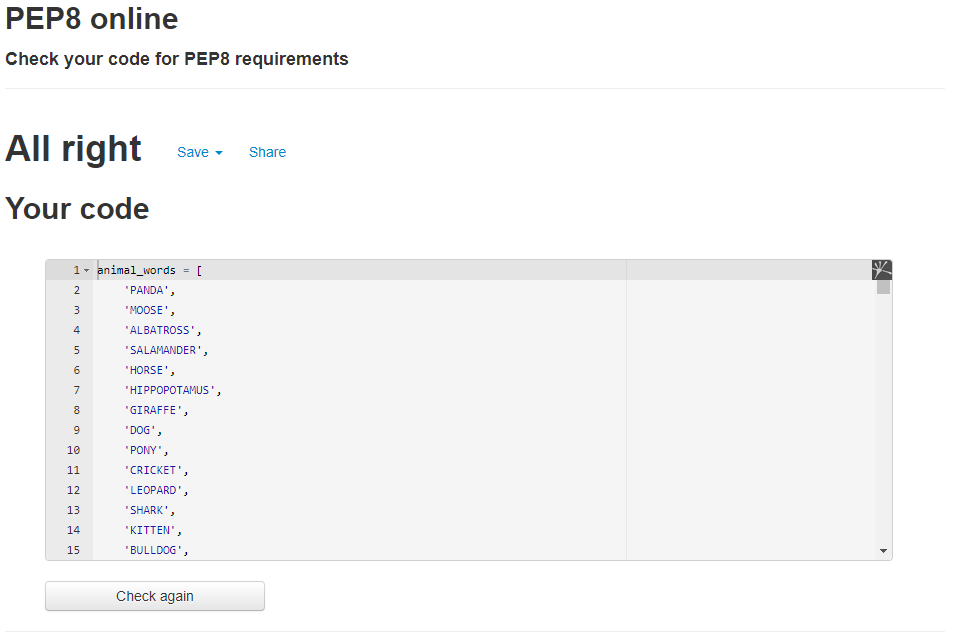 PEP8 online
Check your code for PEP8 requirements
All right Save Share
Your code
1 animal_words = [
2 'PANDA',
3 'MOOSE',
4 'ALBATROSS',
5 'SALAMANDER',
6 'HORSE',
7 'HIPPOPOTAMUS',
8 'GIRAFFE',
9 'DOG',
10 'PONY',
11 'CRICKET',
12 'LEOPARD',
13 'SHARK',
14 'KITTEN',
15 'BULLDOG',
Check again